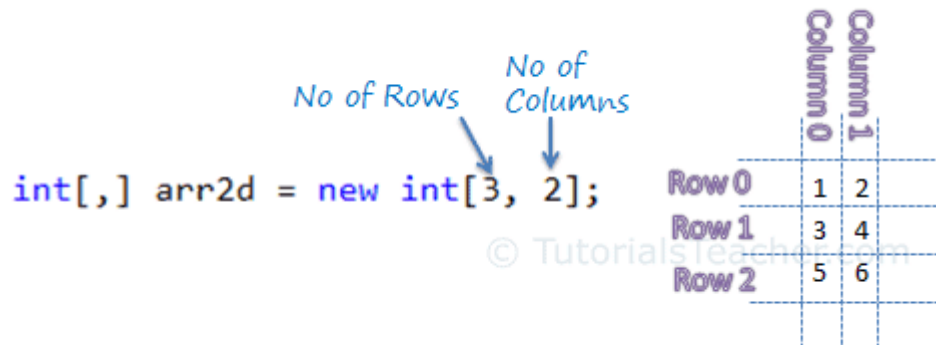 No of Rows
No of
Columns
int[,] arr2d = new int[3, 2];
Column 0
Column 1
Row 0
1 2
Row 1
3 4
Row 2
5 6
© TutorialsTeacher.com